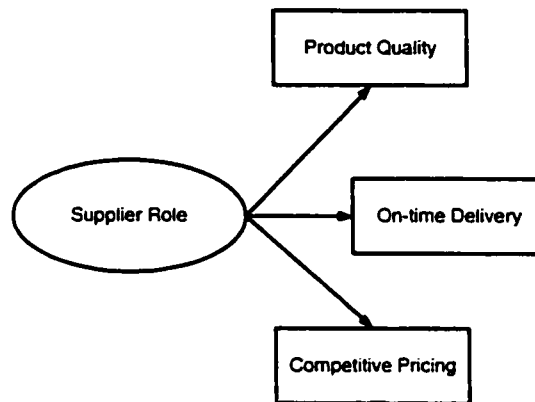 Product Quality
Supplier Role
On-time Delivery
Competitive Pricing